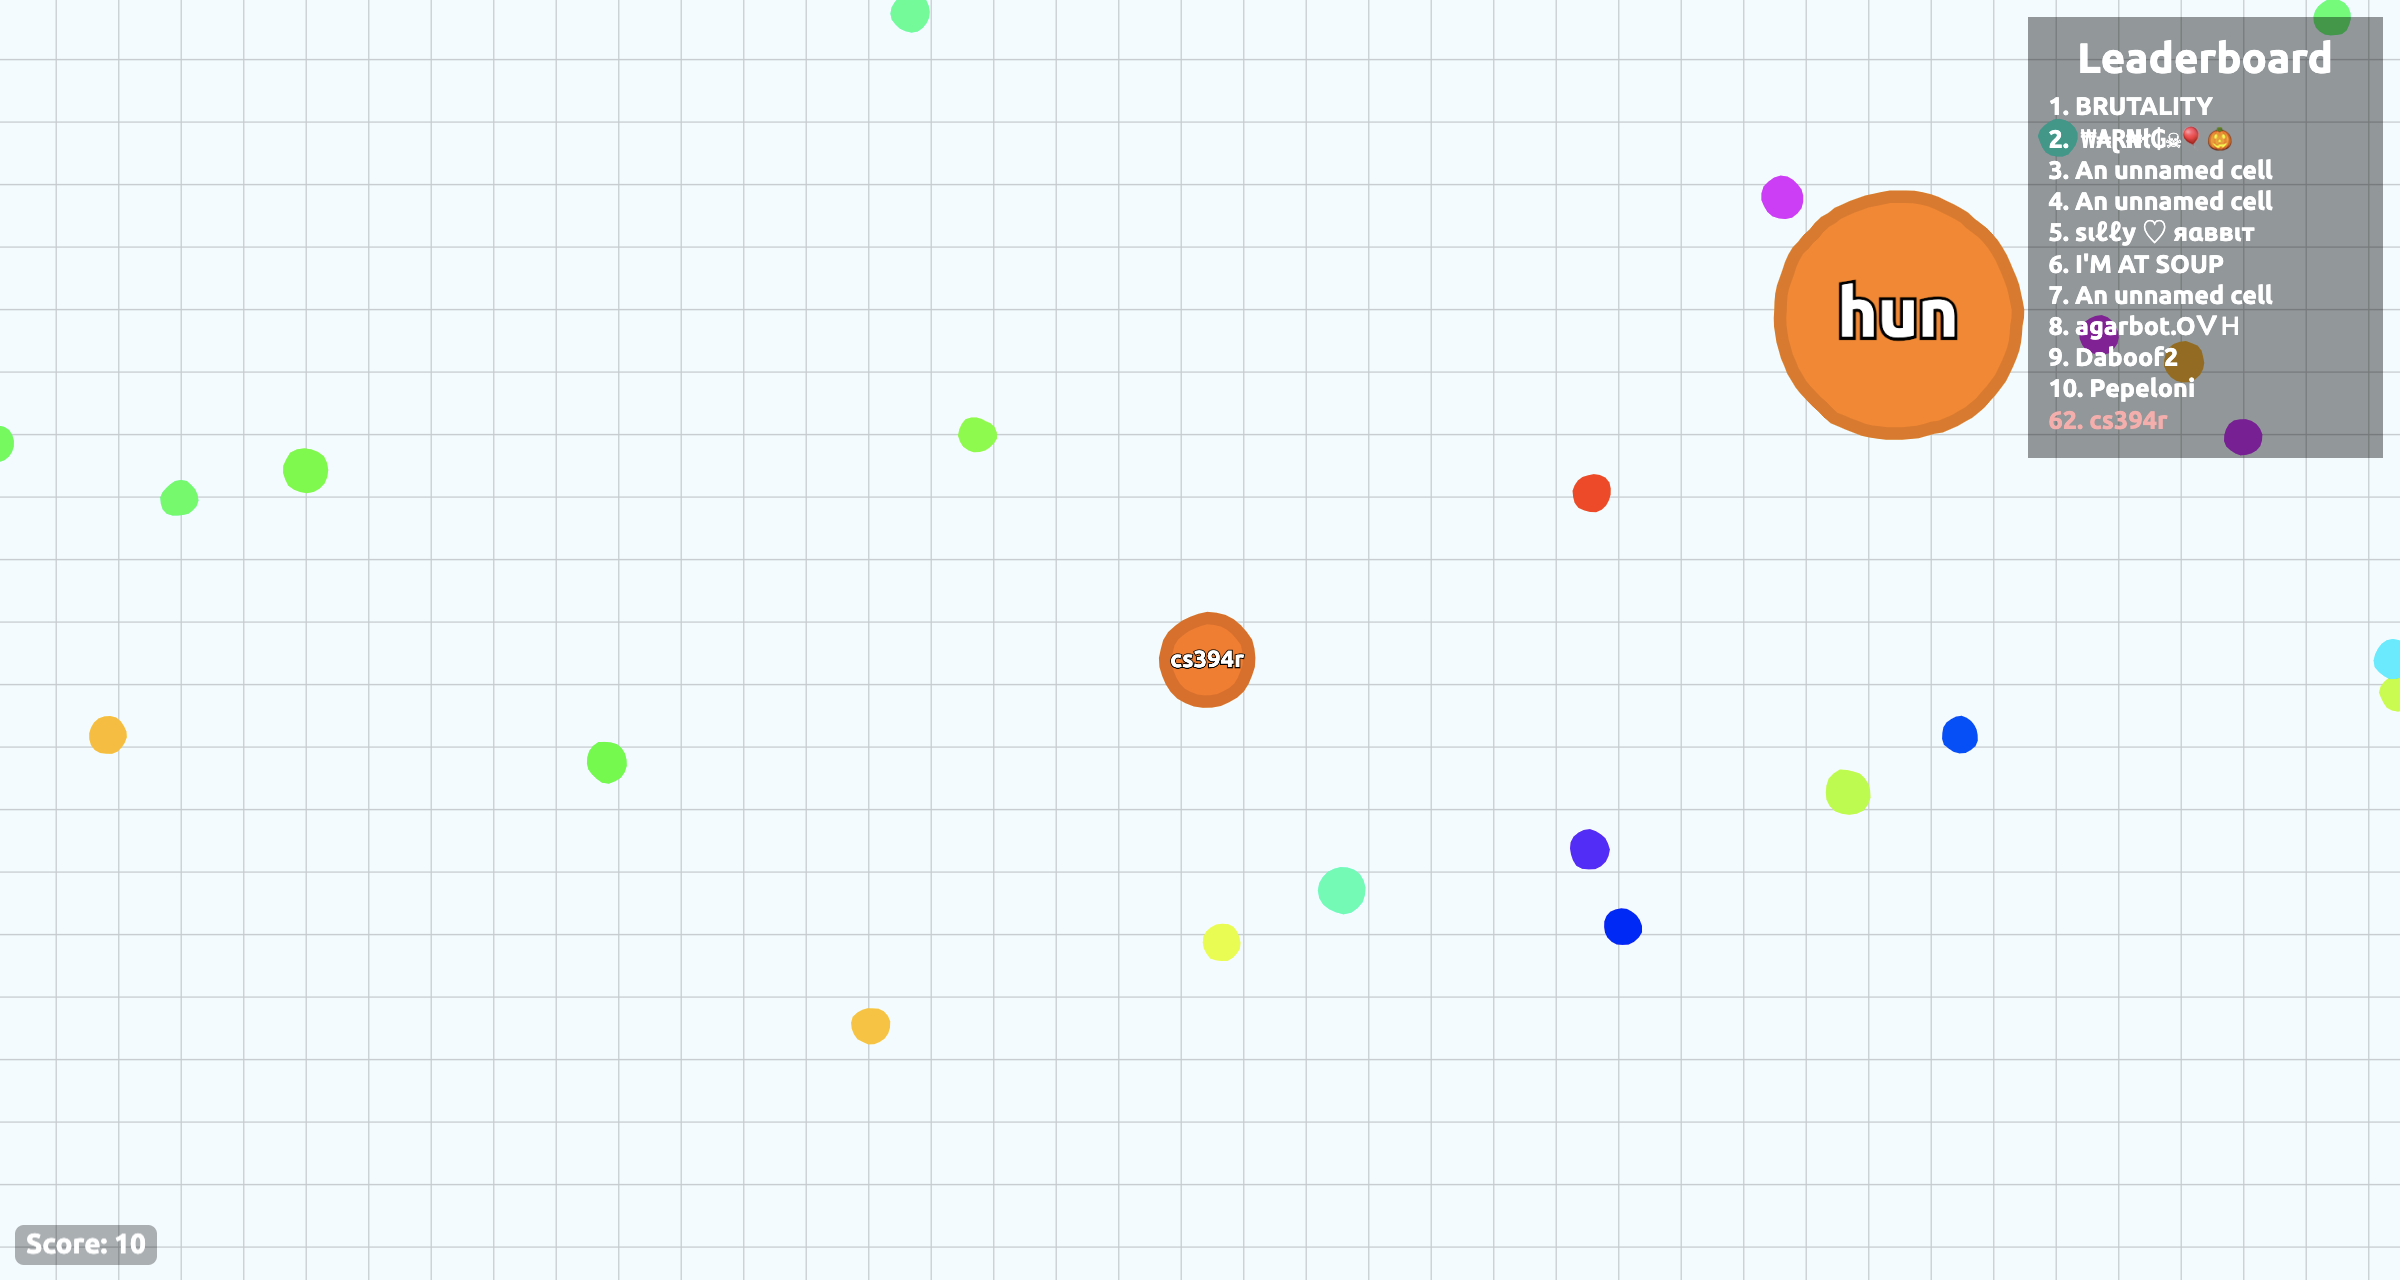 Leaderboard
1. BRUTALITY
2.
3. An unnamed cell
4. An unnamed cell
5. sιℓℓy ♡ яαввιт
6. I'M AT SOUP
7. An unnamed cell
8. agarbot.OVH
9. Daboof2
10. Pepeloni
62. cs394r
hun
cs394r
Score: 10